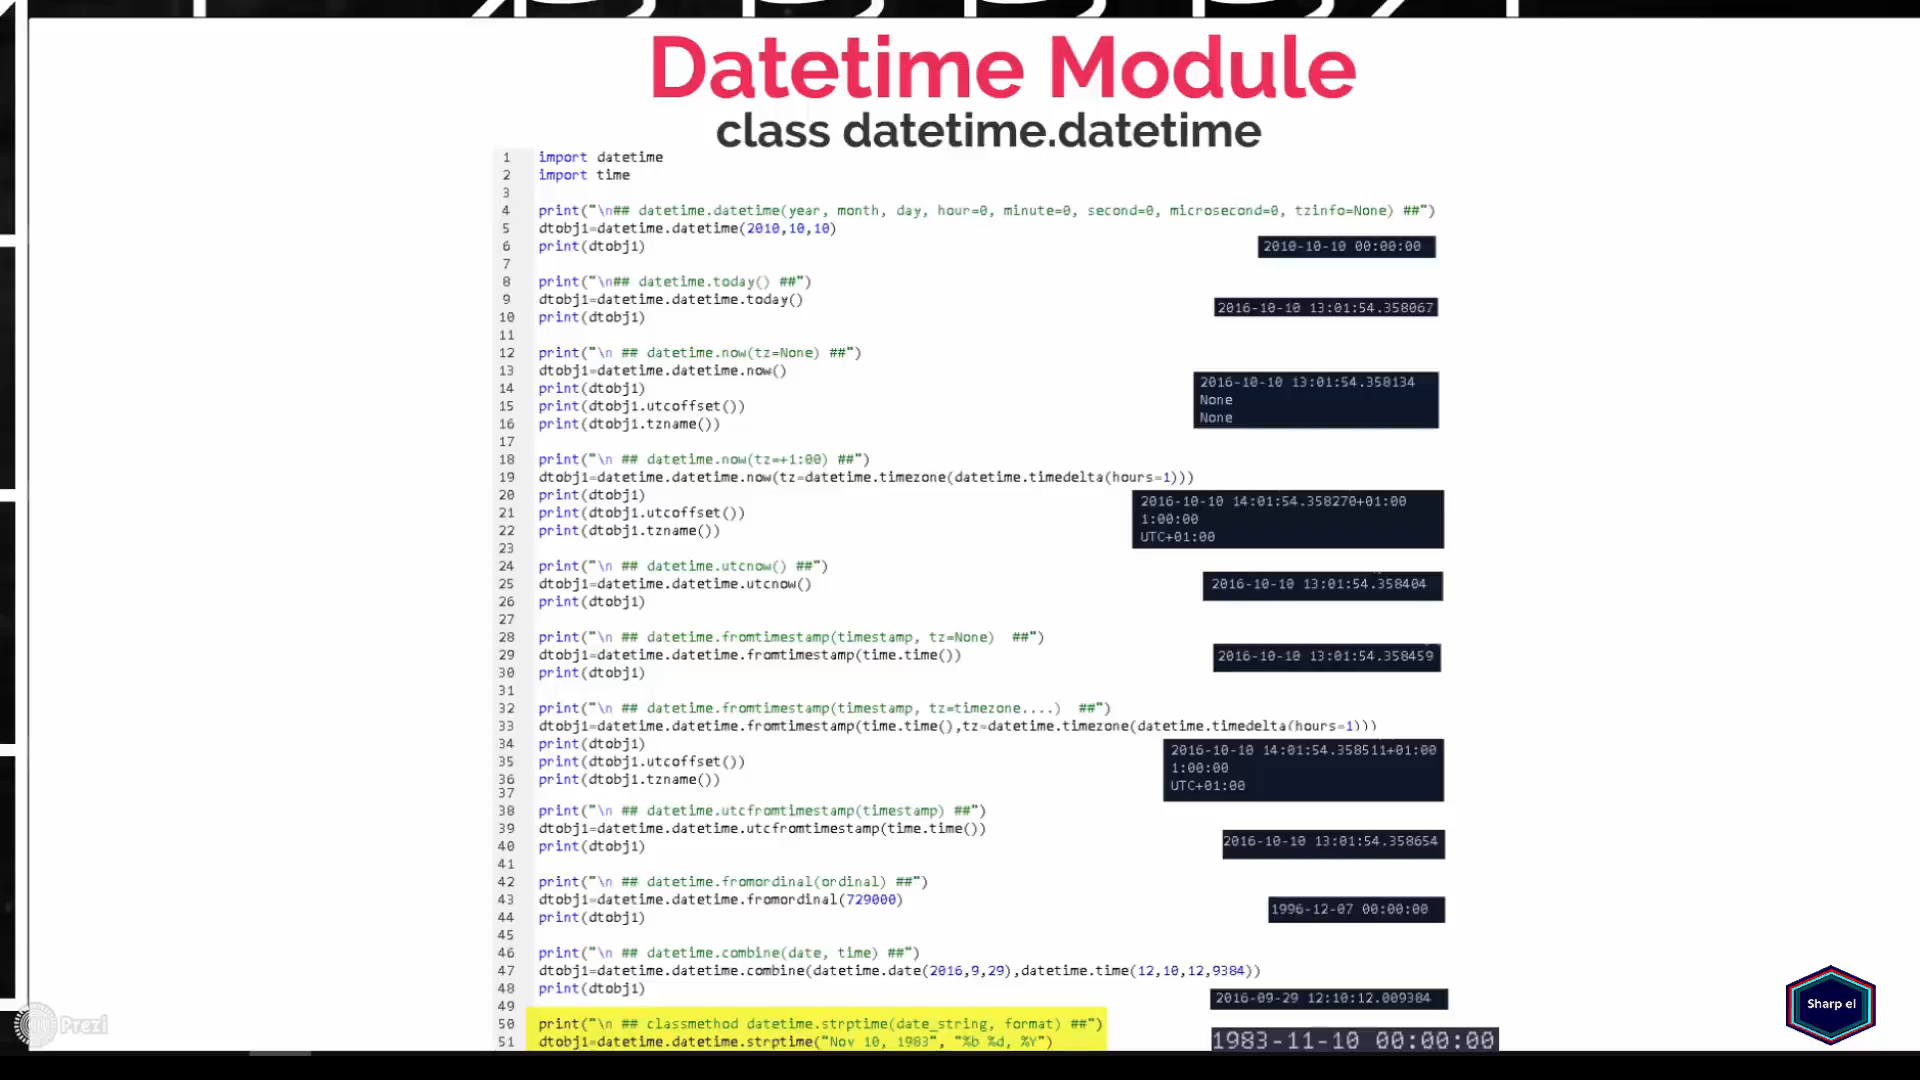 Datetime Module
class datetime.datetime
1 import datetime
2 import time
3
4 print("\n## datetime.datetime(year, month, day, hour=0, minute=0, second=0, microsecond=0, tzinfo=None) ##")
5 dtobj1=datetime.datetime(2010,10,10)
6 print(dtobj1)
2010-10-10 00:00:00
7
8 print("\n## datetime.today() ##")
9 dtobj1=datetime.datetime.today()
2016-10-10 13:01:54.358067
10 print(dtobj1)
11
12 print("\n ## datetime.now(tz=None) ##")
13 dtobj1=datetime.datetime.now()
14 print(dtobj1)
15 print(dtobj1.utcoffset())
16 print(dtobj1.tzname())
2016-10-10 13:01:54.358134
None
None
17
18 print("\n ## datetime.now(tz=+1:00) ##")
19 dtobj1=datetime.datetime.now(tz=datetime.timezone(datetime.timedelta(hours=1)))
20 print(dtobj1)
21 print(dtobj1.utcoffset())
22 print(dtobj1.tzname())
2016-10-10 14:01:54.358270+01:00
1:00:00
UTC+01:00
23
24 print("\n ## datetime.utcnow() ##")
25 dtobj1=datetime.datetime.utcnow()
2016-10-10 13:01:54.358404
26 print(dtobj1)
27
28 print("\n ## datetime.fromtimestamp(timestamp, tz=None)  ##")
29 dtobj1=datetime.datetime.fromtimestamp(time.time())
2016-10-10 13:01:54.358459
30 print(dtobj1)
31
32 print("\n ## datetime.fromtimestamp(timestamp, tz=timezone....)  ##")
33 dtobj1=datetime.datetime.fromtimestamp(time.time(),tz=datetime.timezone(datetime.timedelta(hours=1)))
34 print(dtobj1)
35 print(dtobj1.utcoffset())
36 print(dtobj1.tzname())
2016-10-10 14:01:54.358511+01:00
1:00:00
UTC+01:00
37
38 print("\n ## datetime.utcfromtimestamp(timestamp) ##")
39 dtobj1=datetime.datetime.utcfromtimestamp(time.time())
40 print(dtobj1)
2016-10-10 13:01:54.358654
41
42 print("\n ## datetime.fromordinal(ordinal) ##")
43 dtobj1=datetime.datetime.fromordinal(729000)
44 print(dtobj1)
1996-12-07 00:00:00
45
46 print("\n ## datetime.combine(date, time) ##")
47 dtobj1=datetime.datetime.combine(datetime.date(2016,9,29),datetime.time(12,10,12,9384))
48 print(dtobj1)
2016-09-29 12:10:12.009384
49
50 print("\n ## classmethod datetime.strptime(date_string, format) ##")
51 dtobj1=datetime.datetime.strptime("Nov 10, 1983", "%b %d, %Y")
1983-11-10 00:00:00
Prezi
Sharp el